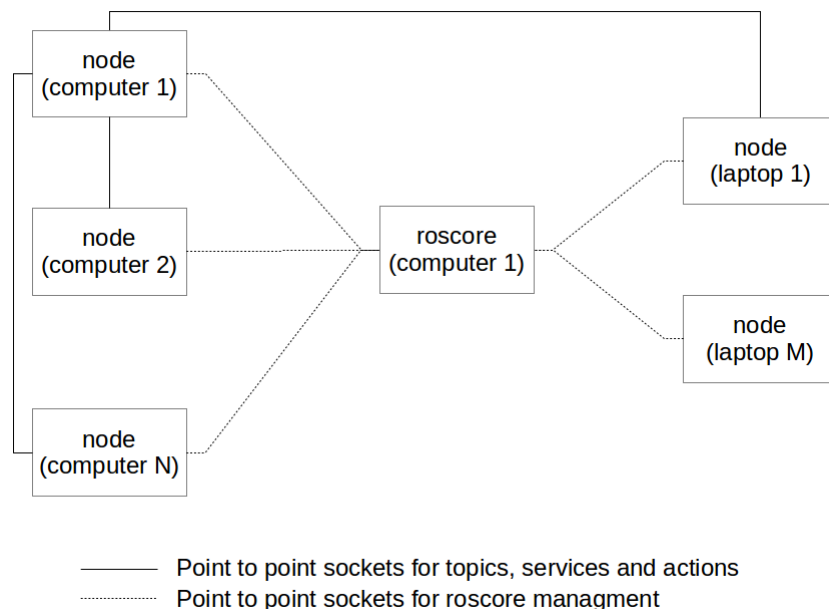 node
(computer 1)
node
(computer 2)
node
(computer N)
roscore
(computer 1)
node
(laptop 1)
node
(laptop M)
Point to point sockets for topics, services and actions
Point to point sockets for roscore managment